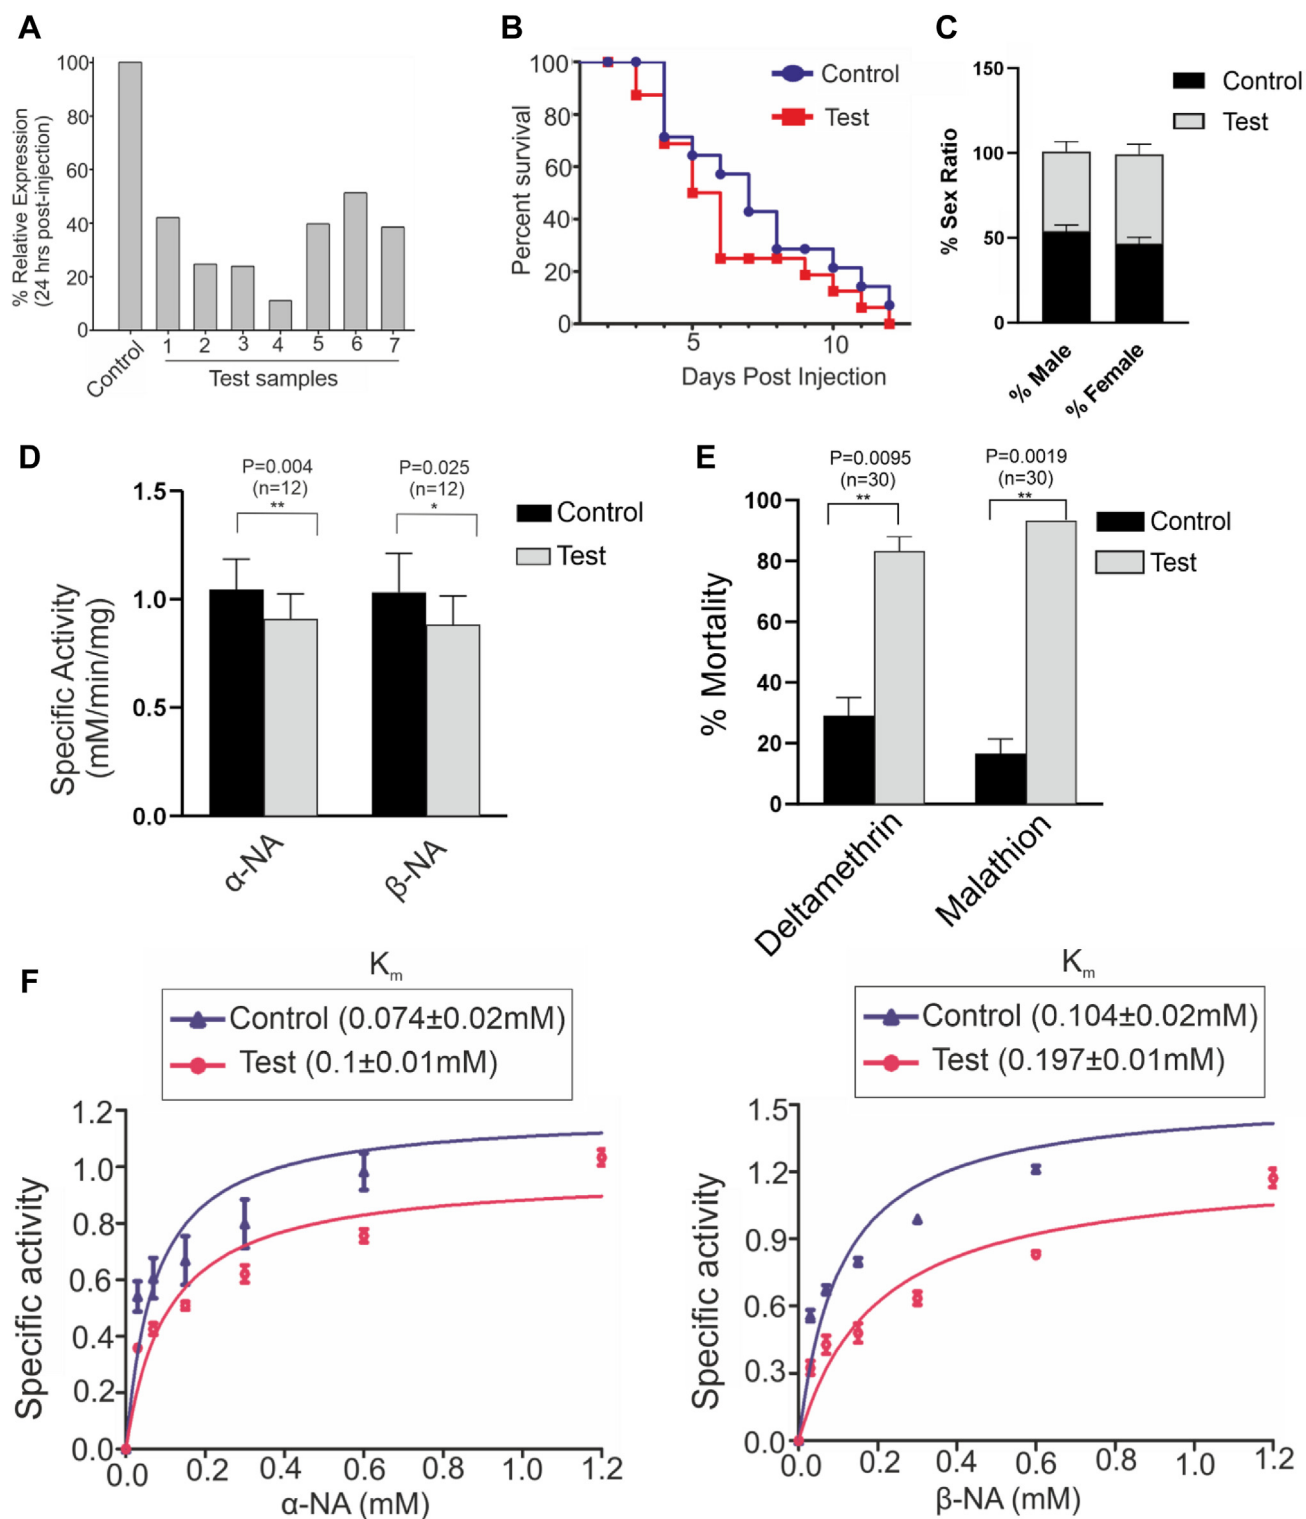 A
% Relative Expression
(24 hrs post-injection)
100
80
60
40
20
0
Control
1 2 3 4 5 6 7
Test samples
B
Percent survival
100
80
60
40
20
0
Control
Test
5 10
Days Post Injection
C
% Sex Ratio
150
100
50
0
Control
Test
% Male
% Female
D
Specific Activity
(mM/min/mg)
1.5
1.0
0.5
0.0
P=0.004
(n=12)
**
P=0.025
(n=12)
*
Control
Test
α-NA
β-NA
E
% Mortality
100
80
60
40
20
0
P=0.0095
(n=30)
**
P=0.0019
(n=30)
**
Control
Test
Deltamethrin
Malathion
F
Km
Control (0.074±0.02mM)
Test (0.1±0.01mM)
Specific activity
1.2
1.0
0.8
0.6
0.4
0.2
0.0
0.0 0.2 0.4 0.6 0.8 1.0 1.2
α-NA (mM)
Km
Control (0.104±0.02mM)
Test (0.197±0.01mM)
Specific activity
1.5
1.2
0.9
0.6
0.3
0.0
0.0 0.2 0.4 0.6 0.8 1.0 1.2
β-NA (mM)